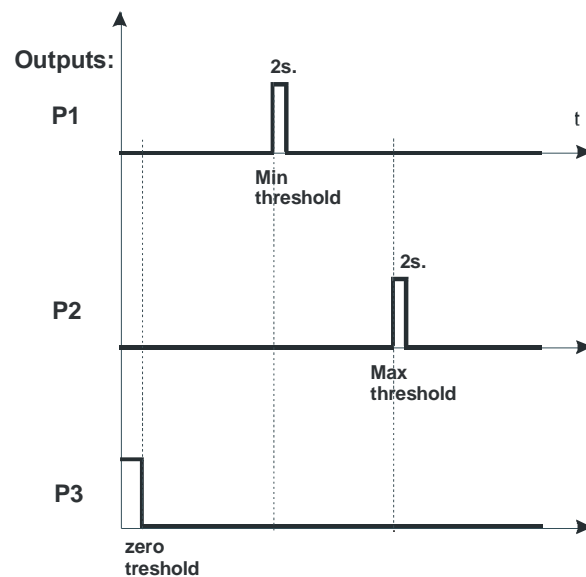 Outputs:
2s.
P1
t
Min
threshold
2s.
P2
Max
threshold
P3
zero
treshold